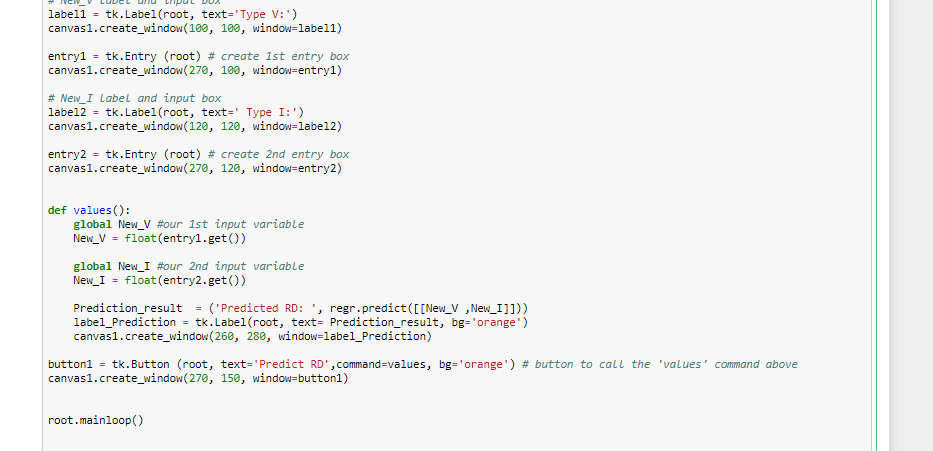 # New_V label and input box
label1 = tk.Label(root, text='Type V:')
canvas1.create_window(100, 100, window=label1)
entry1 = tk.Entry (root) # create 1st entry box
canvas1.create_window(270, 100, window=entry1)
# New_I label and input box
label2 = tk.Label(root, text=' Type I:')
canvas1.create_window(120, 120, window=label2)
entry2 = tk.Entry (root) # create 2nd entry box
canvas1.create_window(270, 120, window=entry2)
def values():
    global New_V #our 1st input variable
    New_V = float(entry1.get())
    global New_I #our 2nd input variable
    New_I = float(entry2.get())
    Prediction_result  = ('Predicted RD: ', regr.predict([[New_V ,New_I]]))
    label_Prediction = tk.Label(root, text= Prediction_result, bg='orange')
    canvas1.create_window(260, 280, window=label_Prediction)
button1 = tk.Button (root, text='Predict RD',command=values, bg='orange') # button to call the 'values' command above
canvas1.create_window(270, 150, window=button1)
root.mainloop()